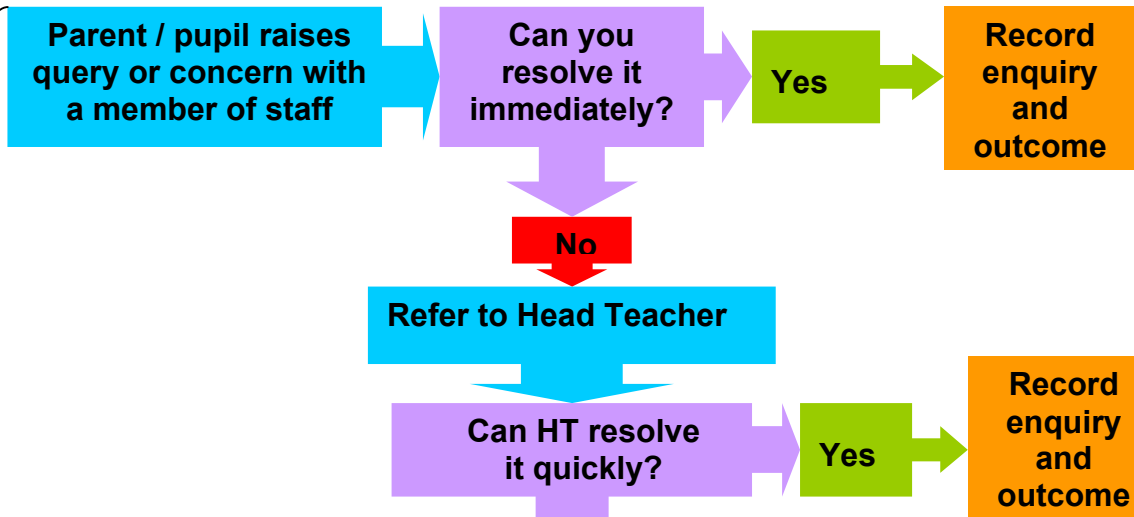 Parent / pupil raises
query or concern with
a member of staff
Can you
resolve it
immediately?
Yes
Record
enquiry
and
outcome
No
Refer to Head Teacher
Can HT resolve
it quickly?
Yes
Record
enquiry
and
outcome